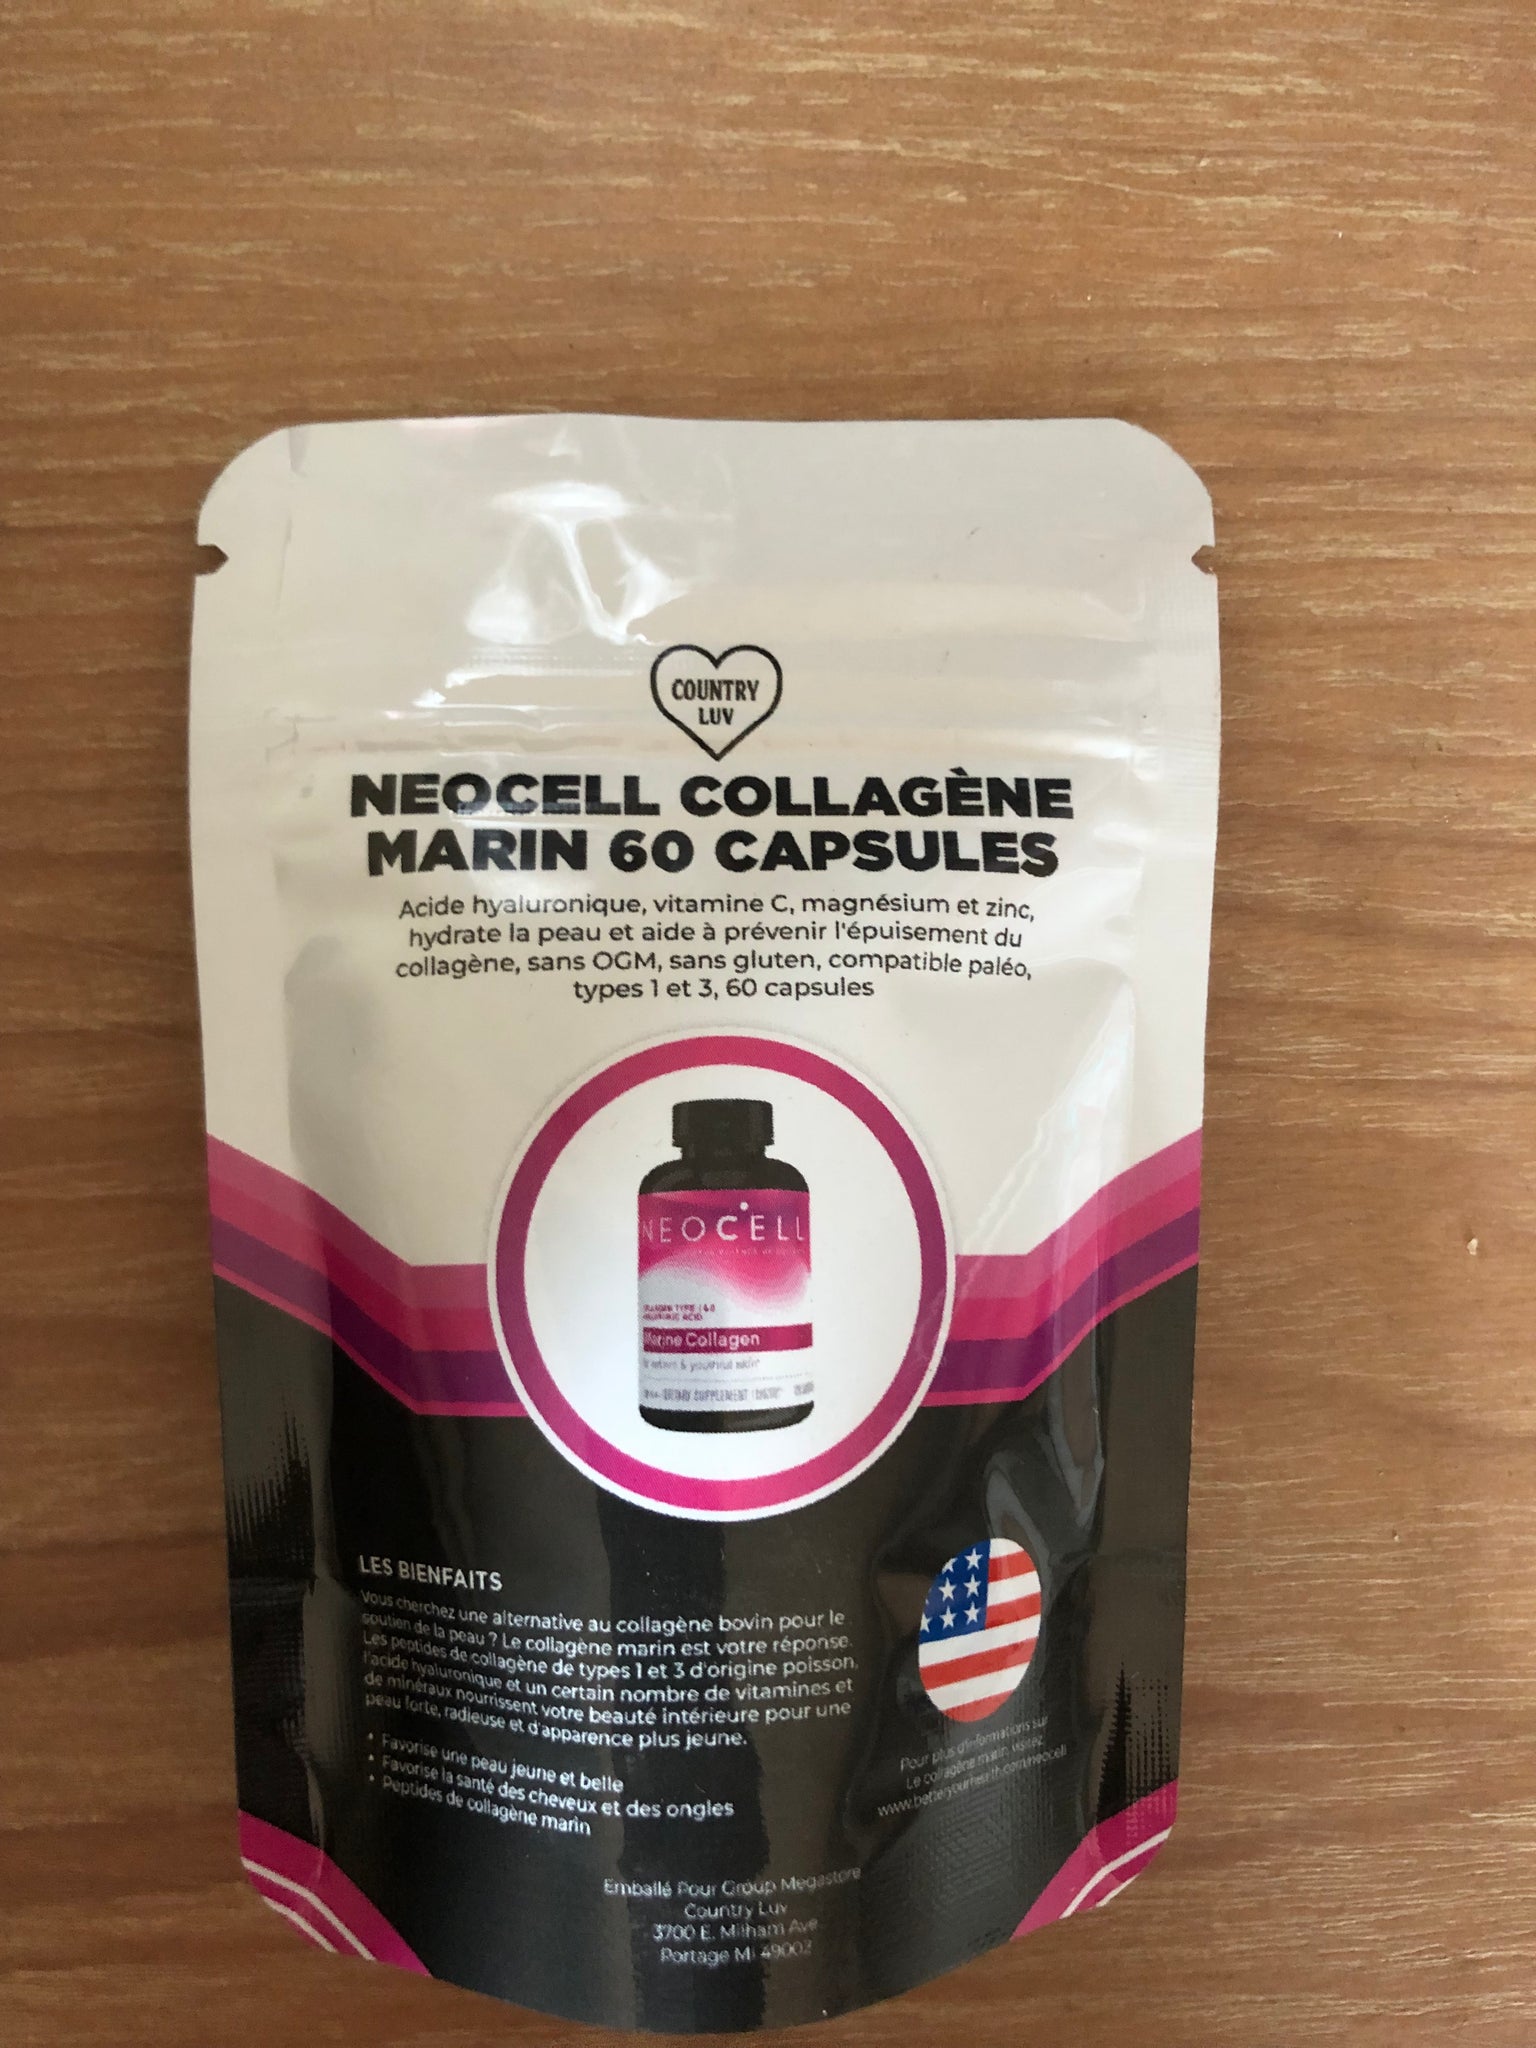 COUNTRY
LUV
NEOCELL COLLAGÈNE
MARIN 60 CAPSULES
Acide hyaluronique, vitamine C, magnésium et zinc,
hydrate la peau et aide à prévenir l'épuisement du
collagène, sans OGM, sans gluten, compatible paléo,
types 1 et 3, 60 capsules
NEOCELL
Marine Collagen
DIETARY SUPPLEMENT
LES BIENFAITS
Vous cherchez une alternative au collagène bovin pour le
soutien de la peau ? Le collagène marin est votre réponse.
Les peptides de collagène de types 1 et 3 d'origine poisson,
l'acide hyaluronique et un certain nombre de vitamines et
de minéraux nourrissent votre beauté intérieure pour une
peau forte, radieuse et d'apparence plus jeune.
• Favorise une peau jeune et belle
• Favorise la santé des cheveux et des ongles
• Peptides de collagène marin
Pour plus d'informations sur
Le collagène marin, visitez
www.betteryourhealth.com/neocell
Emballé Pour Group Megastore
Country Luv
3700 E. Milham Ave
Portage MI 49002